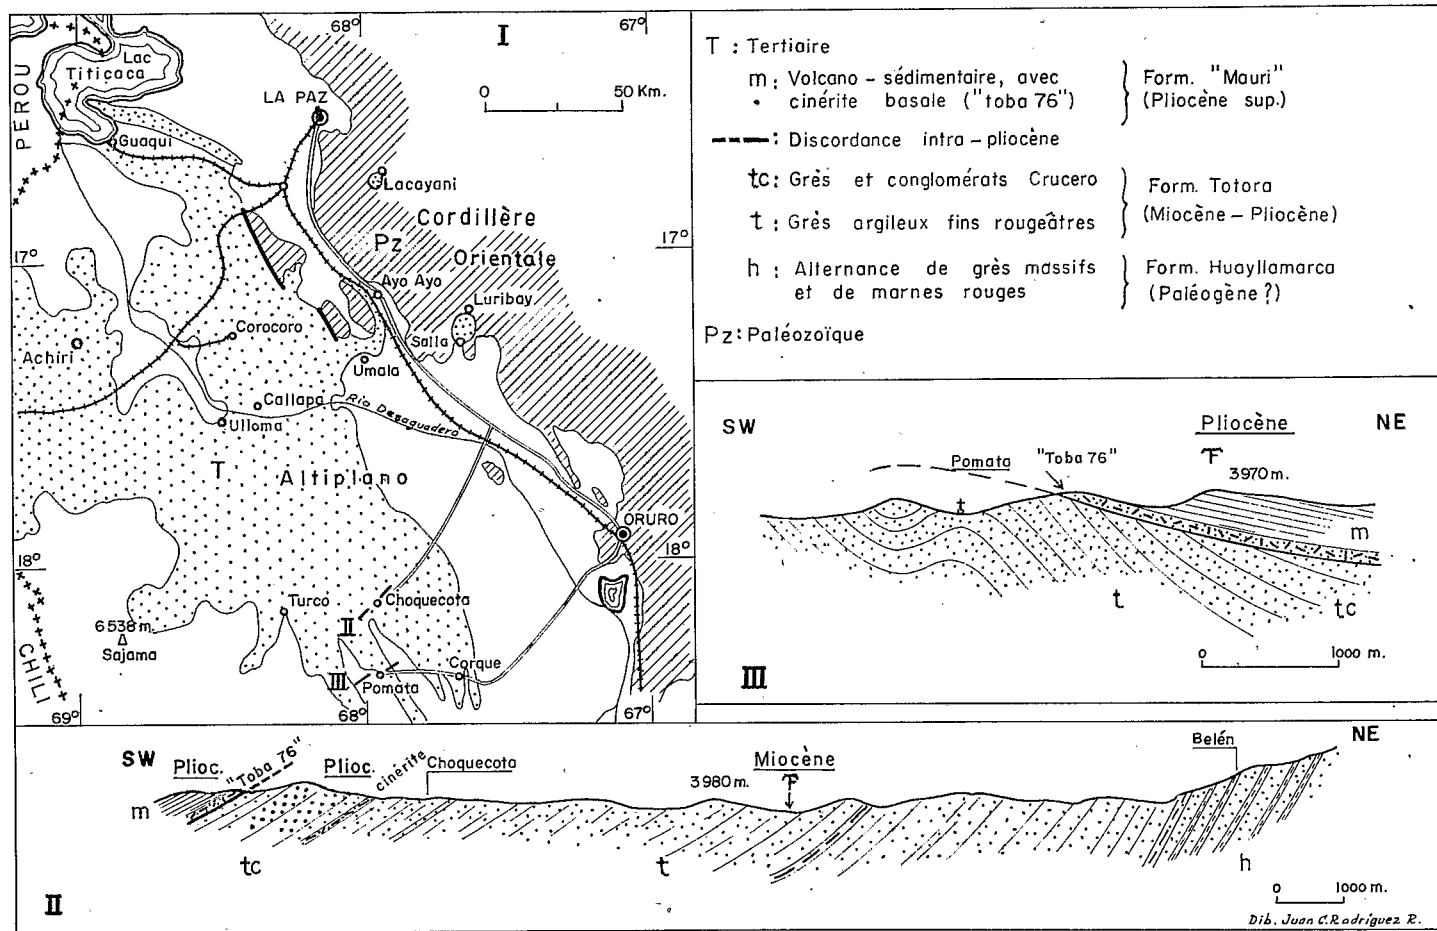 I
68°
67°
Lac
Titicaca
PEROU
LA PAZ
0
50 Km.
Guaqui
Lacayani
Cordillère
Orientale
Pz
17°
17°
Ayo Ayo
Luribay
Salla
Corocoro
Achiri
Umala
Callapa
Rio Desaguadero
Ulloma
T
Altiplano
ORURO
18°
18°
Turco
Choquecota
II
6538 m.
Sajama
CHILI
III
Pomata
Corque
69°
68°
67°
T : Tertiaire
m : Volcano - sédimentaire, avec
cinérite basale ("toba 76")
Form. "Mauri"
(Pliocène sup.)
: Discordance intra - pliocène
tc : Grès et conglomérats Crucero
t : Grès argileux fins rougeâtres
Form. Totora
(Miocène - Pliocène)
h : Alternance de grès massifs
et de marnes rouges
Form. Huayllamarca
(Paléogène ?)
Pz : Paléozoïque
SW
Pliocène
NE
Pomata
"Toba 76"
F
3970 m.
t
m
t
tc
0
1000 m.
III
SW
NE
Plioc.
"Toba 76"
Plioc.
cinérite
Choquecota
Miocène
3980 m.
F
Belén
m
tc
t
h
0
1000 m.
II
Dib. Juan C. Rodríguez R.